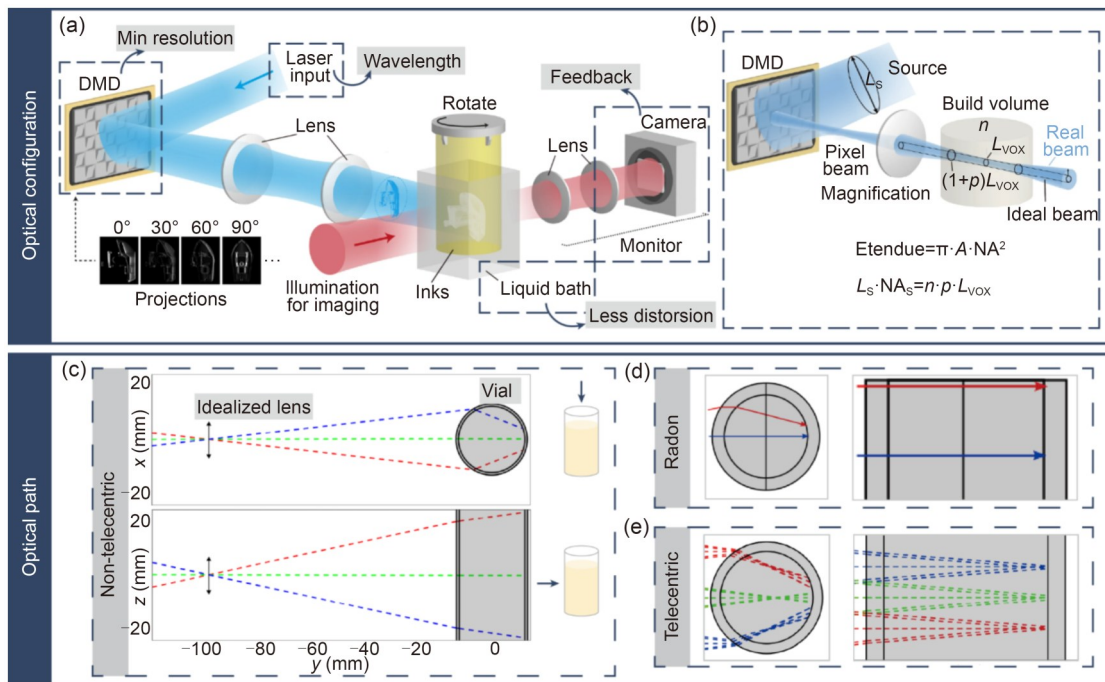 Optical configuration
(a)
Min resolution
DMD
Laser
input
Wavelength
Lens
Rotate
Feedback
Camera
Lens
Monitor
0° 30° 60° 90° ...
Projections
Illumination
for imaging
Inks
Liquid bath
Less distorsion
(b)
DMD
Source
L_S
Build volume
n
L_VOX
Real
beam
Pixel
beam
(1+p)L_VOX
Magnification
Ideal beam
Etendue=π·A·NA²
L_S·NA_S=n·p·L_VOX
Optical path
(c)
Non-telecentric
20
x (mm)
20
Idealized lens
Vial
20
z (mm)
−20
−100 −80 −60 −40 −20 0
y (mm)
(d)
Radon
(e)
Telecentric